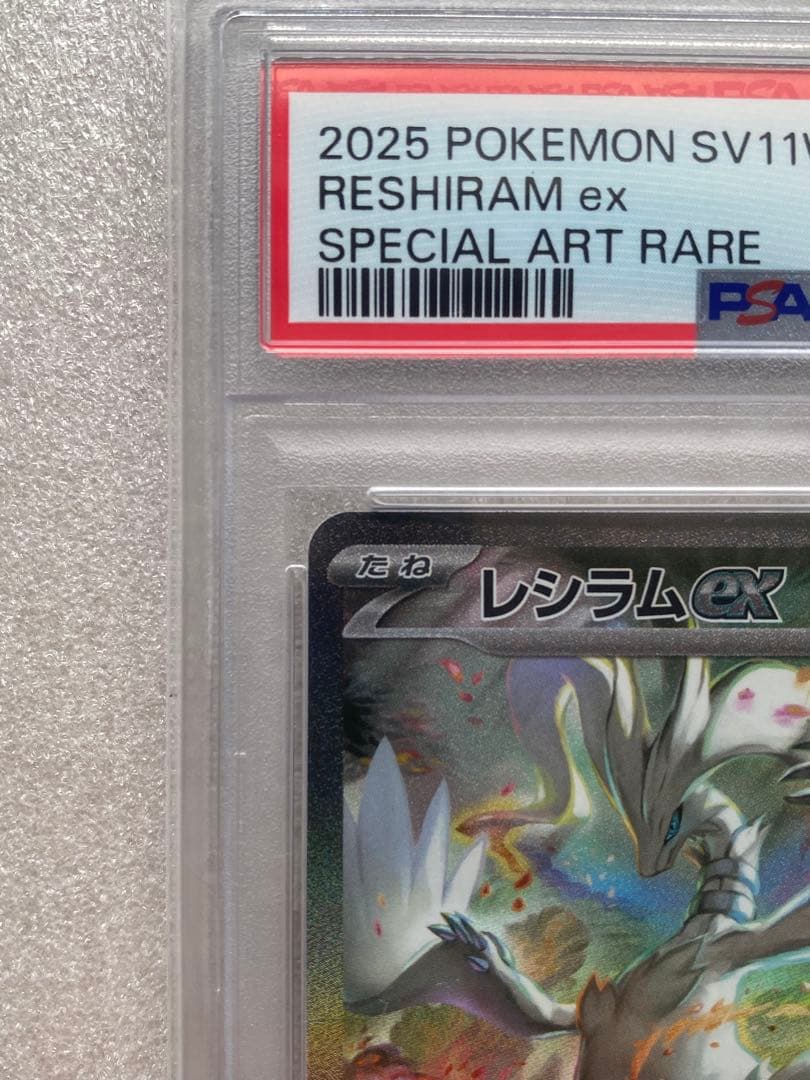 2025 POKEMON SV11W
RESHIRAM ex
SPECIAL ART RARE
PSA
たね
レシラムex